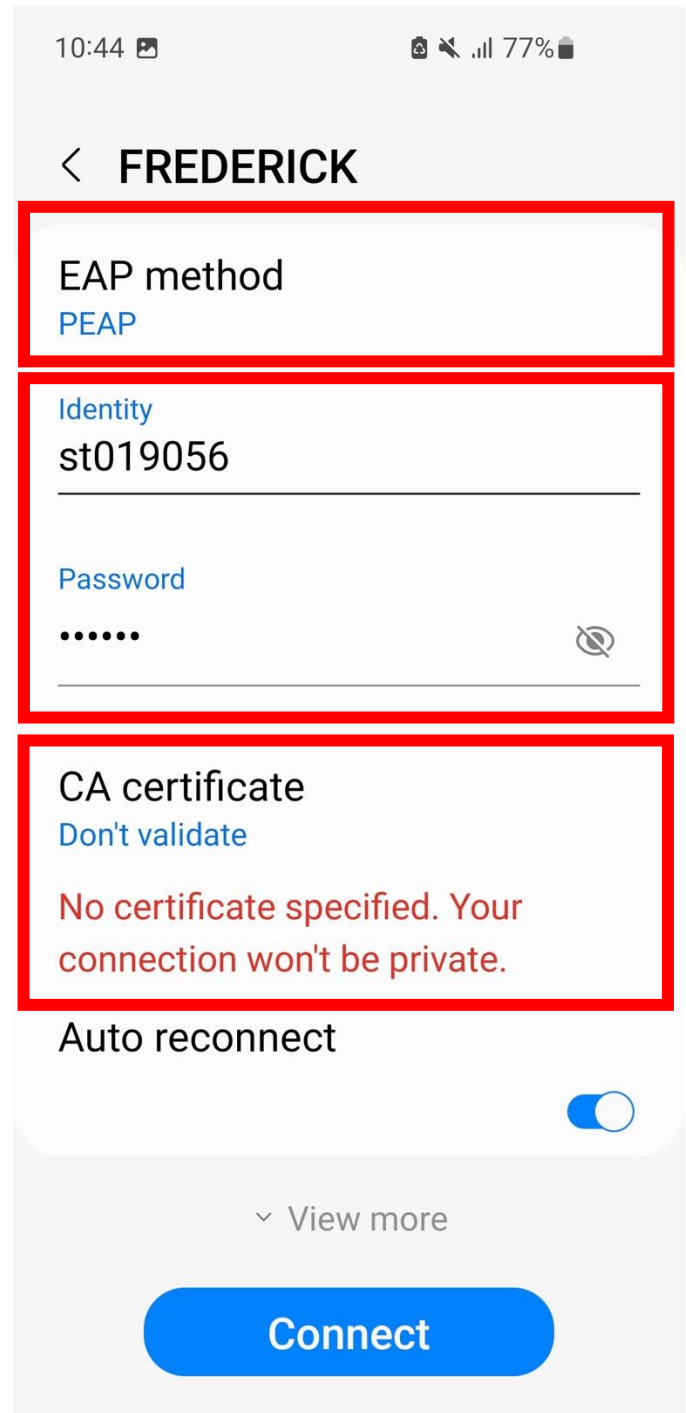 10:44 77%
FREDERICK
EAP method
PEAP
Identity
st019056
Password
••••••
CA certificate
Don't validate
No certificate specified. Your
connection won't be private.
Auto reconnect
View more
Connect